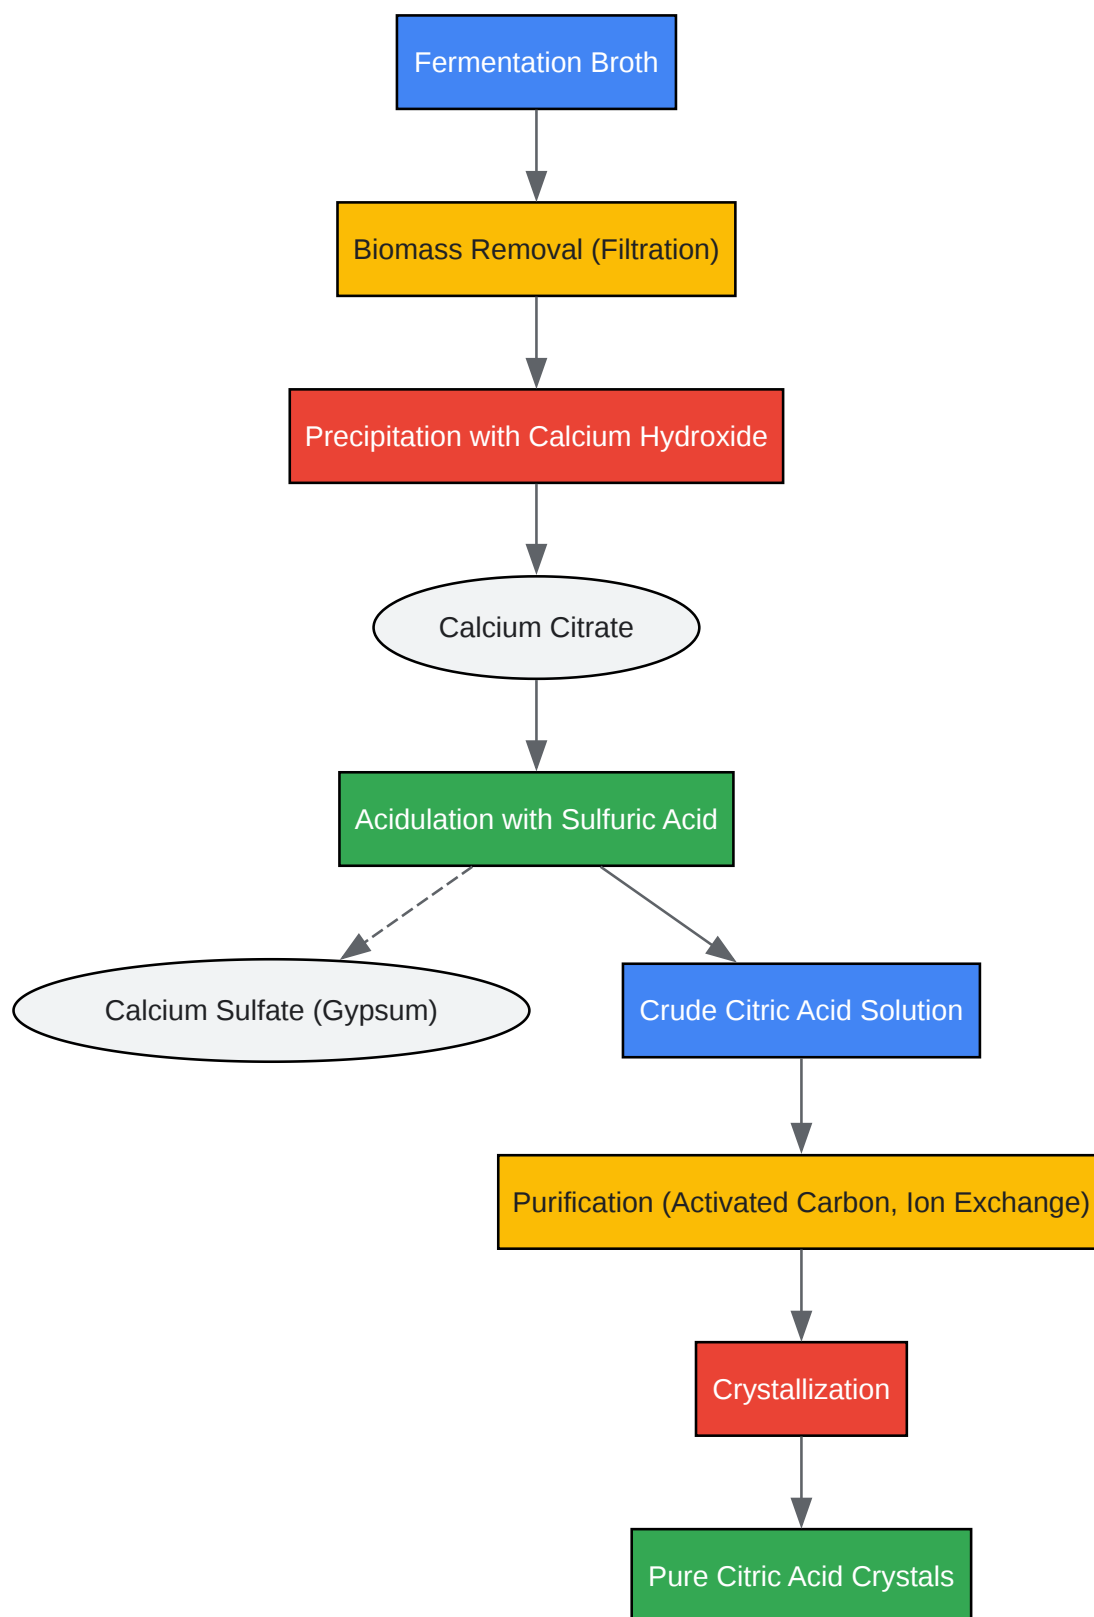 Fermentation Broth
Biomass Removal (Filtration)
Precipitation with Calcium Hydroxide
Calcium Citrate
Acidulation with Sulfuric Acid
Calcium Sulfate (Gypsum)
Crude Citric Acid Solution
Purification (Activated Carbon, Ion Exchange)
Crystallization
Pure Citric Acid Crystals